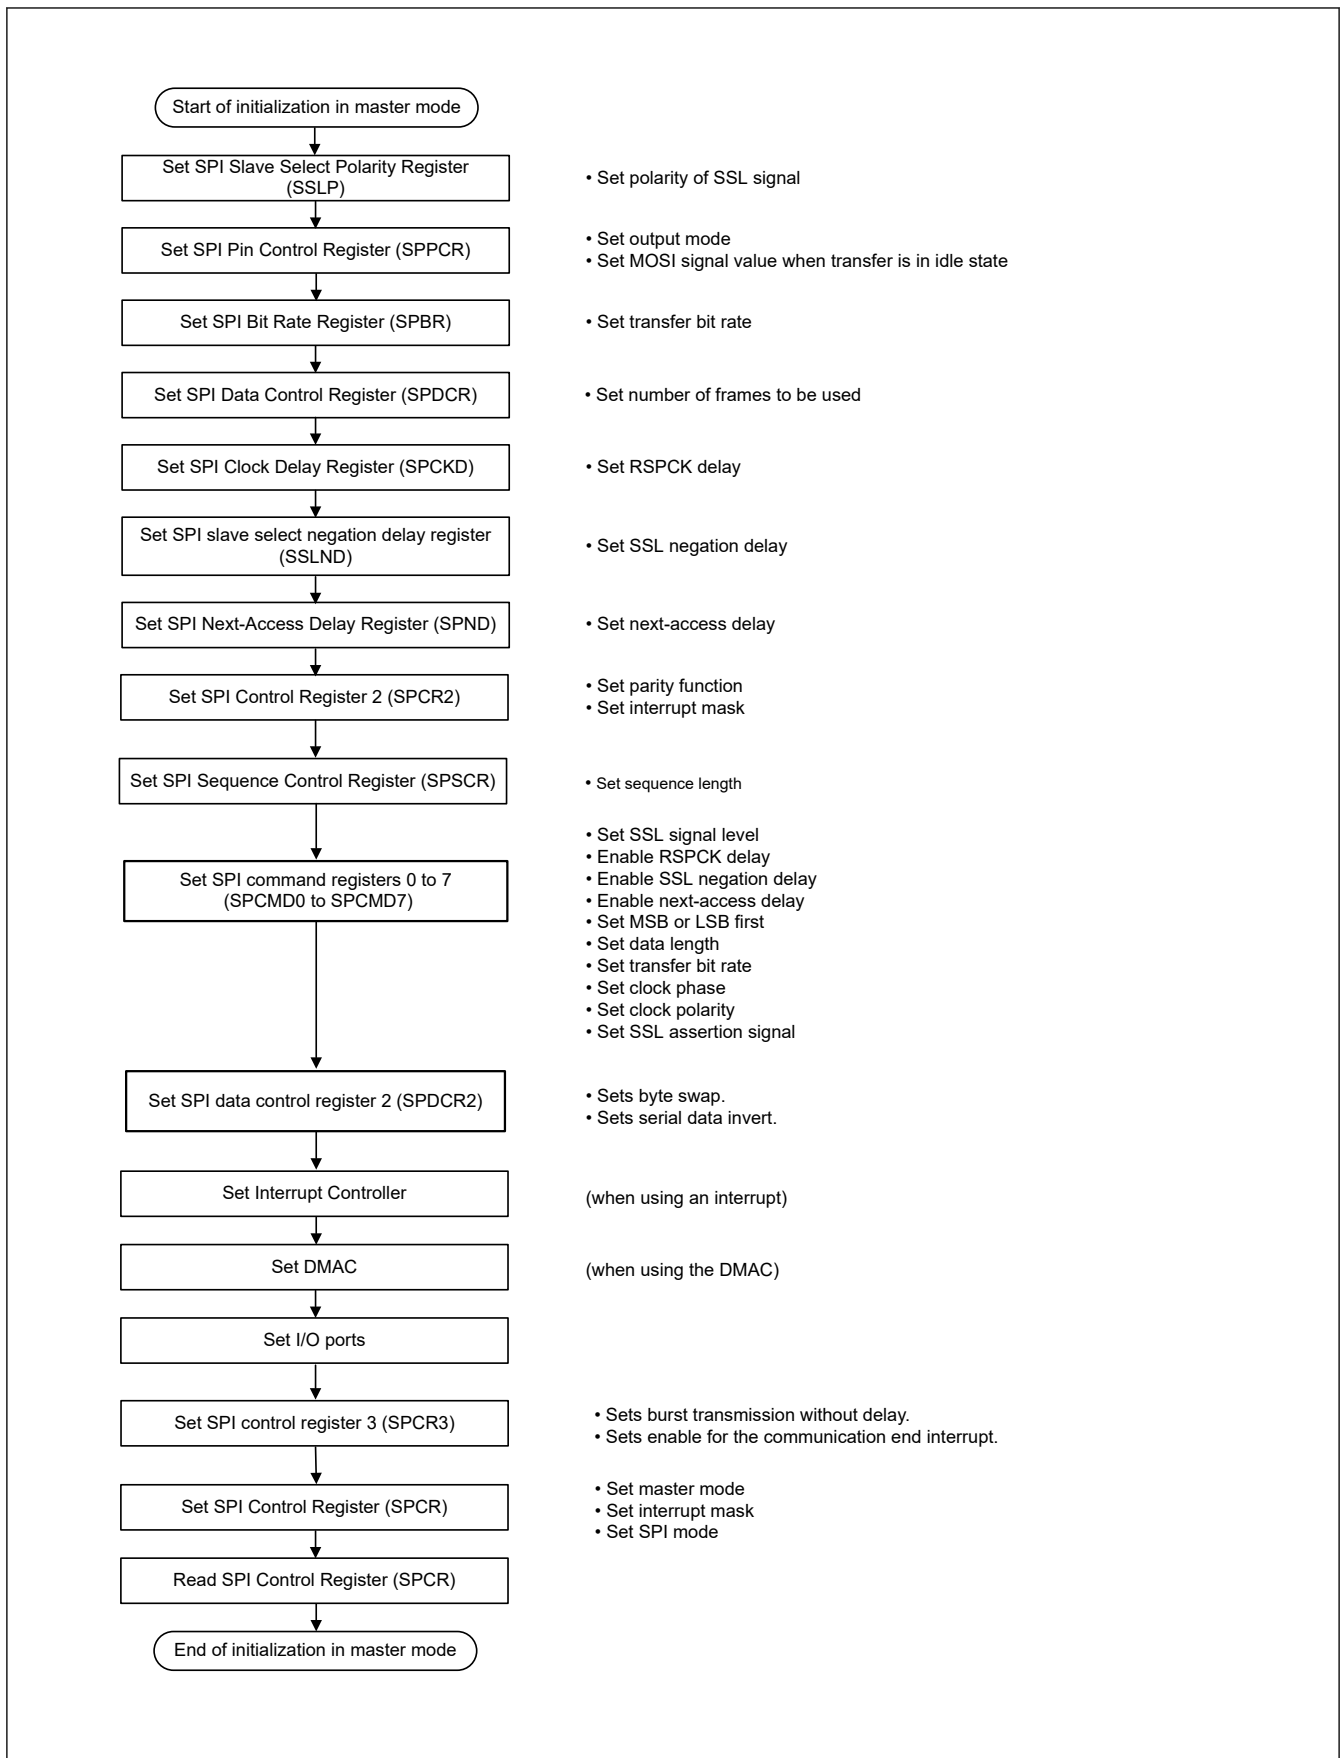 Start of initialization in master mode
Set SPI Slave Select Polarity Register
(SSLP)
• Set polarity of SSL signal
Set SPI Pin Control Register (SPPCR)
• Set output mode
• Set MOSI signal value when transfer is in idle state
Set SPI Bit Rate Register (SPBR)
• Set transfer bit rate
Set SPI Data Control Register (SPDCR)
• Set number of frames to be used
Set SPI Clock Delay Register (SPCKD)
• Set RSPCK delay
Set SPI slave select negation delay register
(SSLND)
• Set SSL negation delay
Set SPI Next-Access Delay Register (SPND)
• Set next-access delay
Set SPI Control Register 2 (SPCR2)
• Set parity function
• Set interrupt mask
Set SPI Sequence Control Register (SPSCR)
• Set sequence length
Set SPI command registers 0 to 7
(SPCMD0 to SPCMD7)
• Set SSL signal level
• Enable RSPCK delay
• Enable SSL negation delay
• Enable next-access delay
• Set MSB or LSB first
• Set data length
• Set transfer bit rate
• Set clock phase
• Set clock polarity
• Set SSL assertion signal
Set SPI data control register 2 (SPDCR2)
• Sets byte swap.
• Sets serial data invert.
Set Interrupt Controller
(when using an interrupt)
Set DMAC
(when using the DMAC)
Set I/O ports
Set SPI control register 3 (SPCR3)
• Sets burst transmission without delay.
• Sets enable for the communication end interrupt.
Set SPI Control Register (SPCR)
• Set master mode
• Set interrupt mask
• Set SPI mode
Read SPI Control Register (SPCR)
End of initialization in master mode